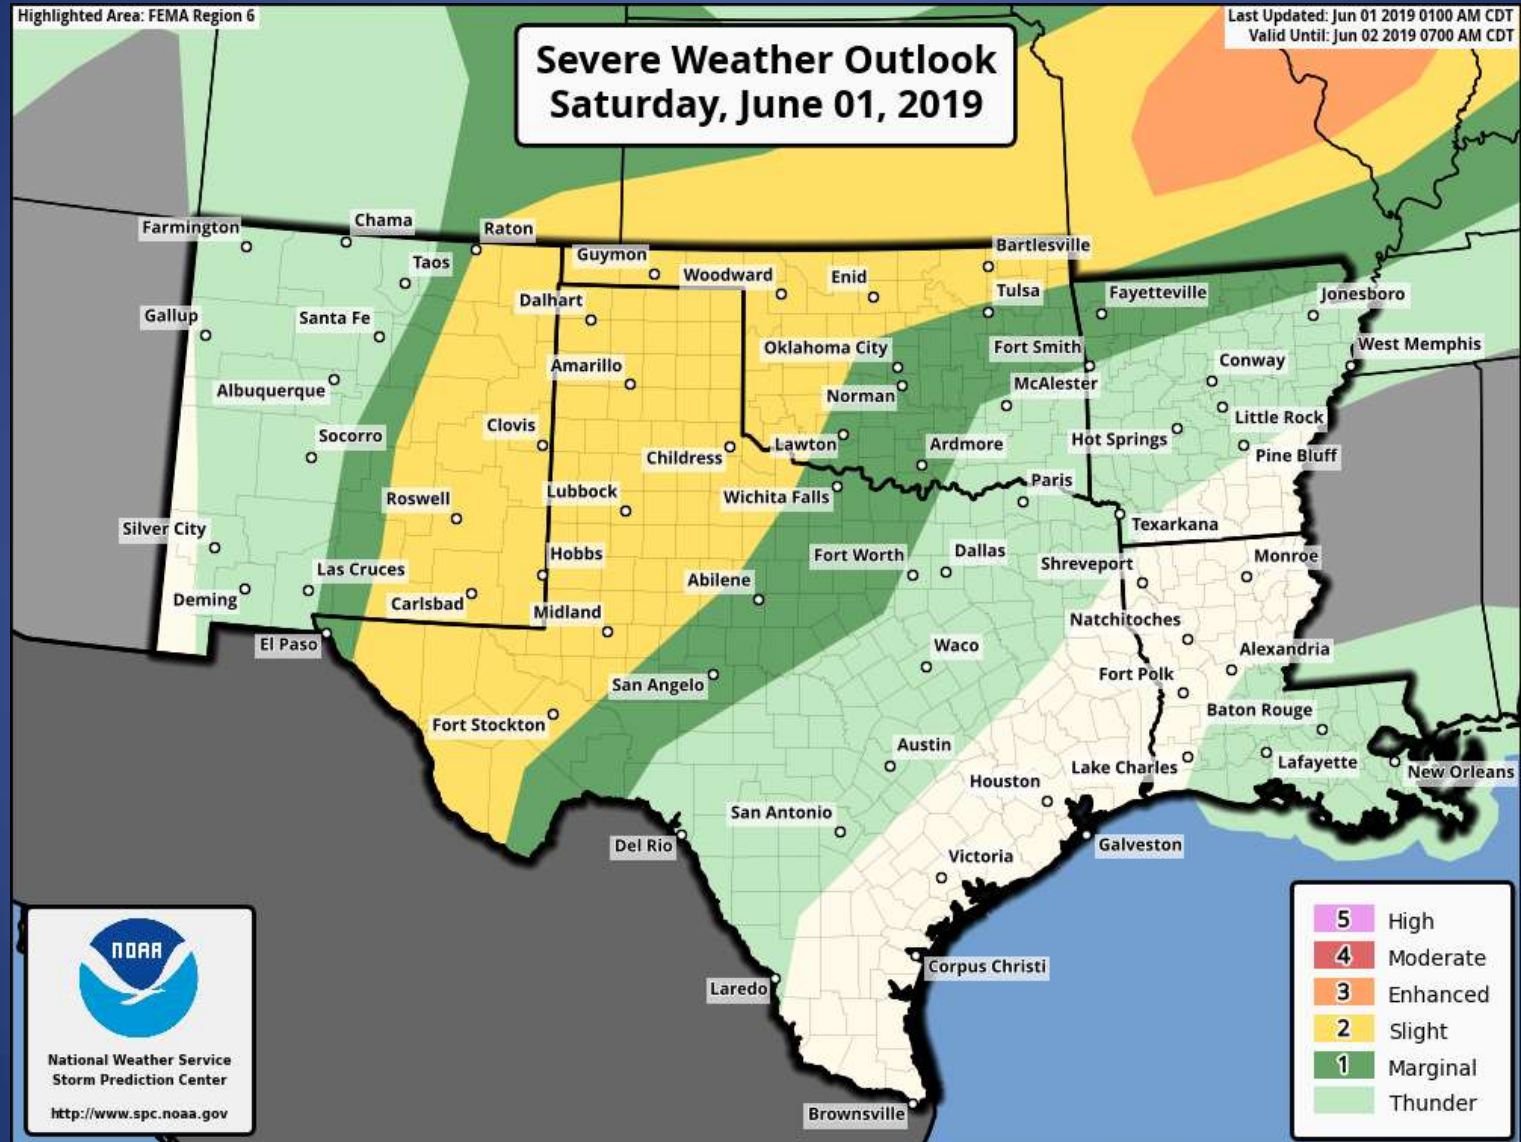 Highlighted Area: FEMA Region 6
Last Updated: Jun 01 2019 0100 AM CDT
Valid Until: Jun 02 2019 0700 AM CDT
Severe Weather Outlook
Saturday, June 01, 2019
Farmington
Chama
Raton
Taos
Guymon
Woodward
Enid
Bartlesville
Dalhart
Tulsa
Fayetteville
Jonesboro
Gallup
Santa Fe
Oklahoma City
Fort Smith
West Memphis
Albuquerque
Amarillo
McAlester
Conway
Norman
Little Rock
Clovis
Socorro
Childress
Lawton
Ardmore
Hot Springs
Pine Bluff
Roswell
Lubbock
Wichita Falls
Paris
Silver City
Texarkana
Hobbs
Fort Worth
Dallas
Shreveport
Monroe
Las Cruces
Deming
Carlsbad
Midland
Abilene
Natchitoches
El Paso
Waco
Alexandria
San Angelo
Fort Polk
Fort Stockton
Baton Rouge
Austin
Lake Charles
Lafayette
New Orleans
Houston
San Antonio
Del Rio
Galveston
Victoria
Laredo
Corpus Christi
Brownsville
NOAA
National Weather Service
Storm Prediction Center
http://www.spc.noaa.gov
5 High
4 Moderate
3 Enhanced
2 Slight
1 Marginal
Thunder